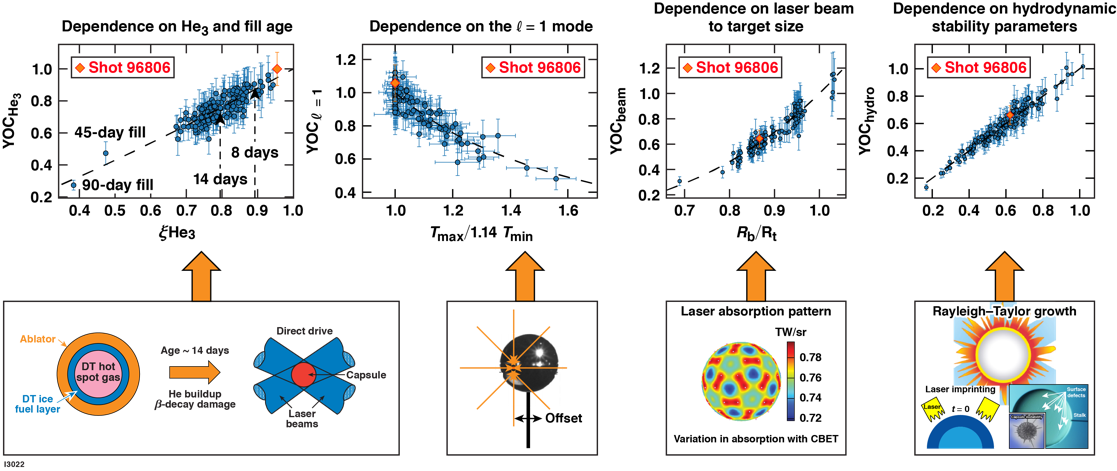 Dependence on He3 and fill age
YOCHe3
1.0
0.8
0.6
0.4
0.2
Shot 96806
45-day fill
90-day fill
8 days
14 days
0.4 0.5 0.6 0.7 0.8 0.9 1.0
ξHe3
Dependence on the ℓ = 1 mode
YOCℓ = 1
1.2
1.0
0.8
0.6
0.4
Shot 96806
1.0 1.2 1.4 1.6
Tmax/1.14 Tmin
Dependence on laser beam
to target size
YOCbeam
1.2
1.0
0.8
0.6
0.4
0.2
Shot 96806
0.7 0.8 0.9 1.0
Rb/Rt
Dependence on hydrodynamic
stability parameters
YOChydro
1.0
0.8
0.6
0.4
0.2
Shot 96806
0.2 0.4 0.6 0.8 1.0
Ablator
DT hot
spot gas
DT ice
fuel layer
Age ~ 14 days
He buildup
β-decay damage
Direct drive
Capsule
Laser
beams
Offset
Laser absorption pattern
TW/sr
0.78
0.76
0.74
0.72
Variation in absorption with CBET
Rayleigh–Taylor growth
Laser imprinting
Laser
t = 0
Surface
defects
Stalk
I3022